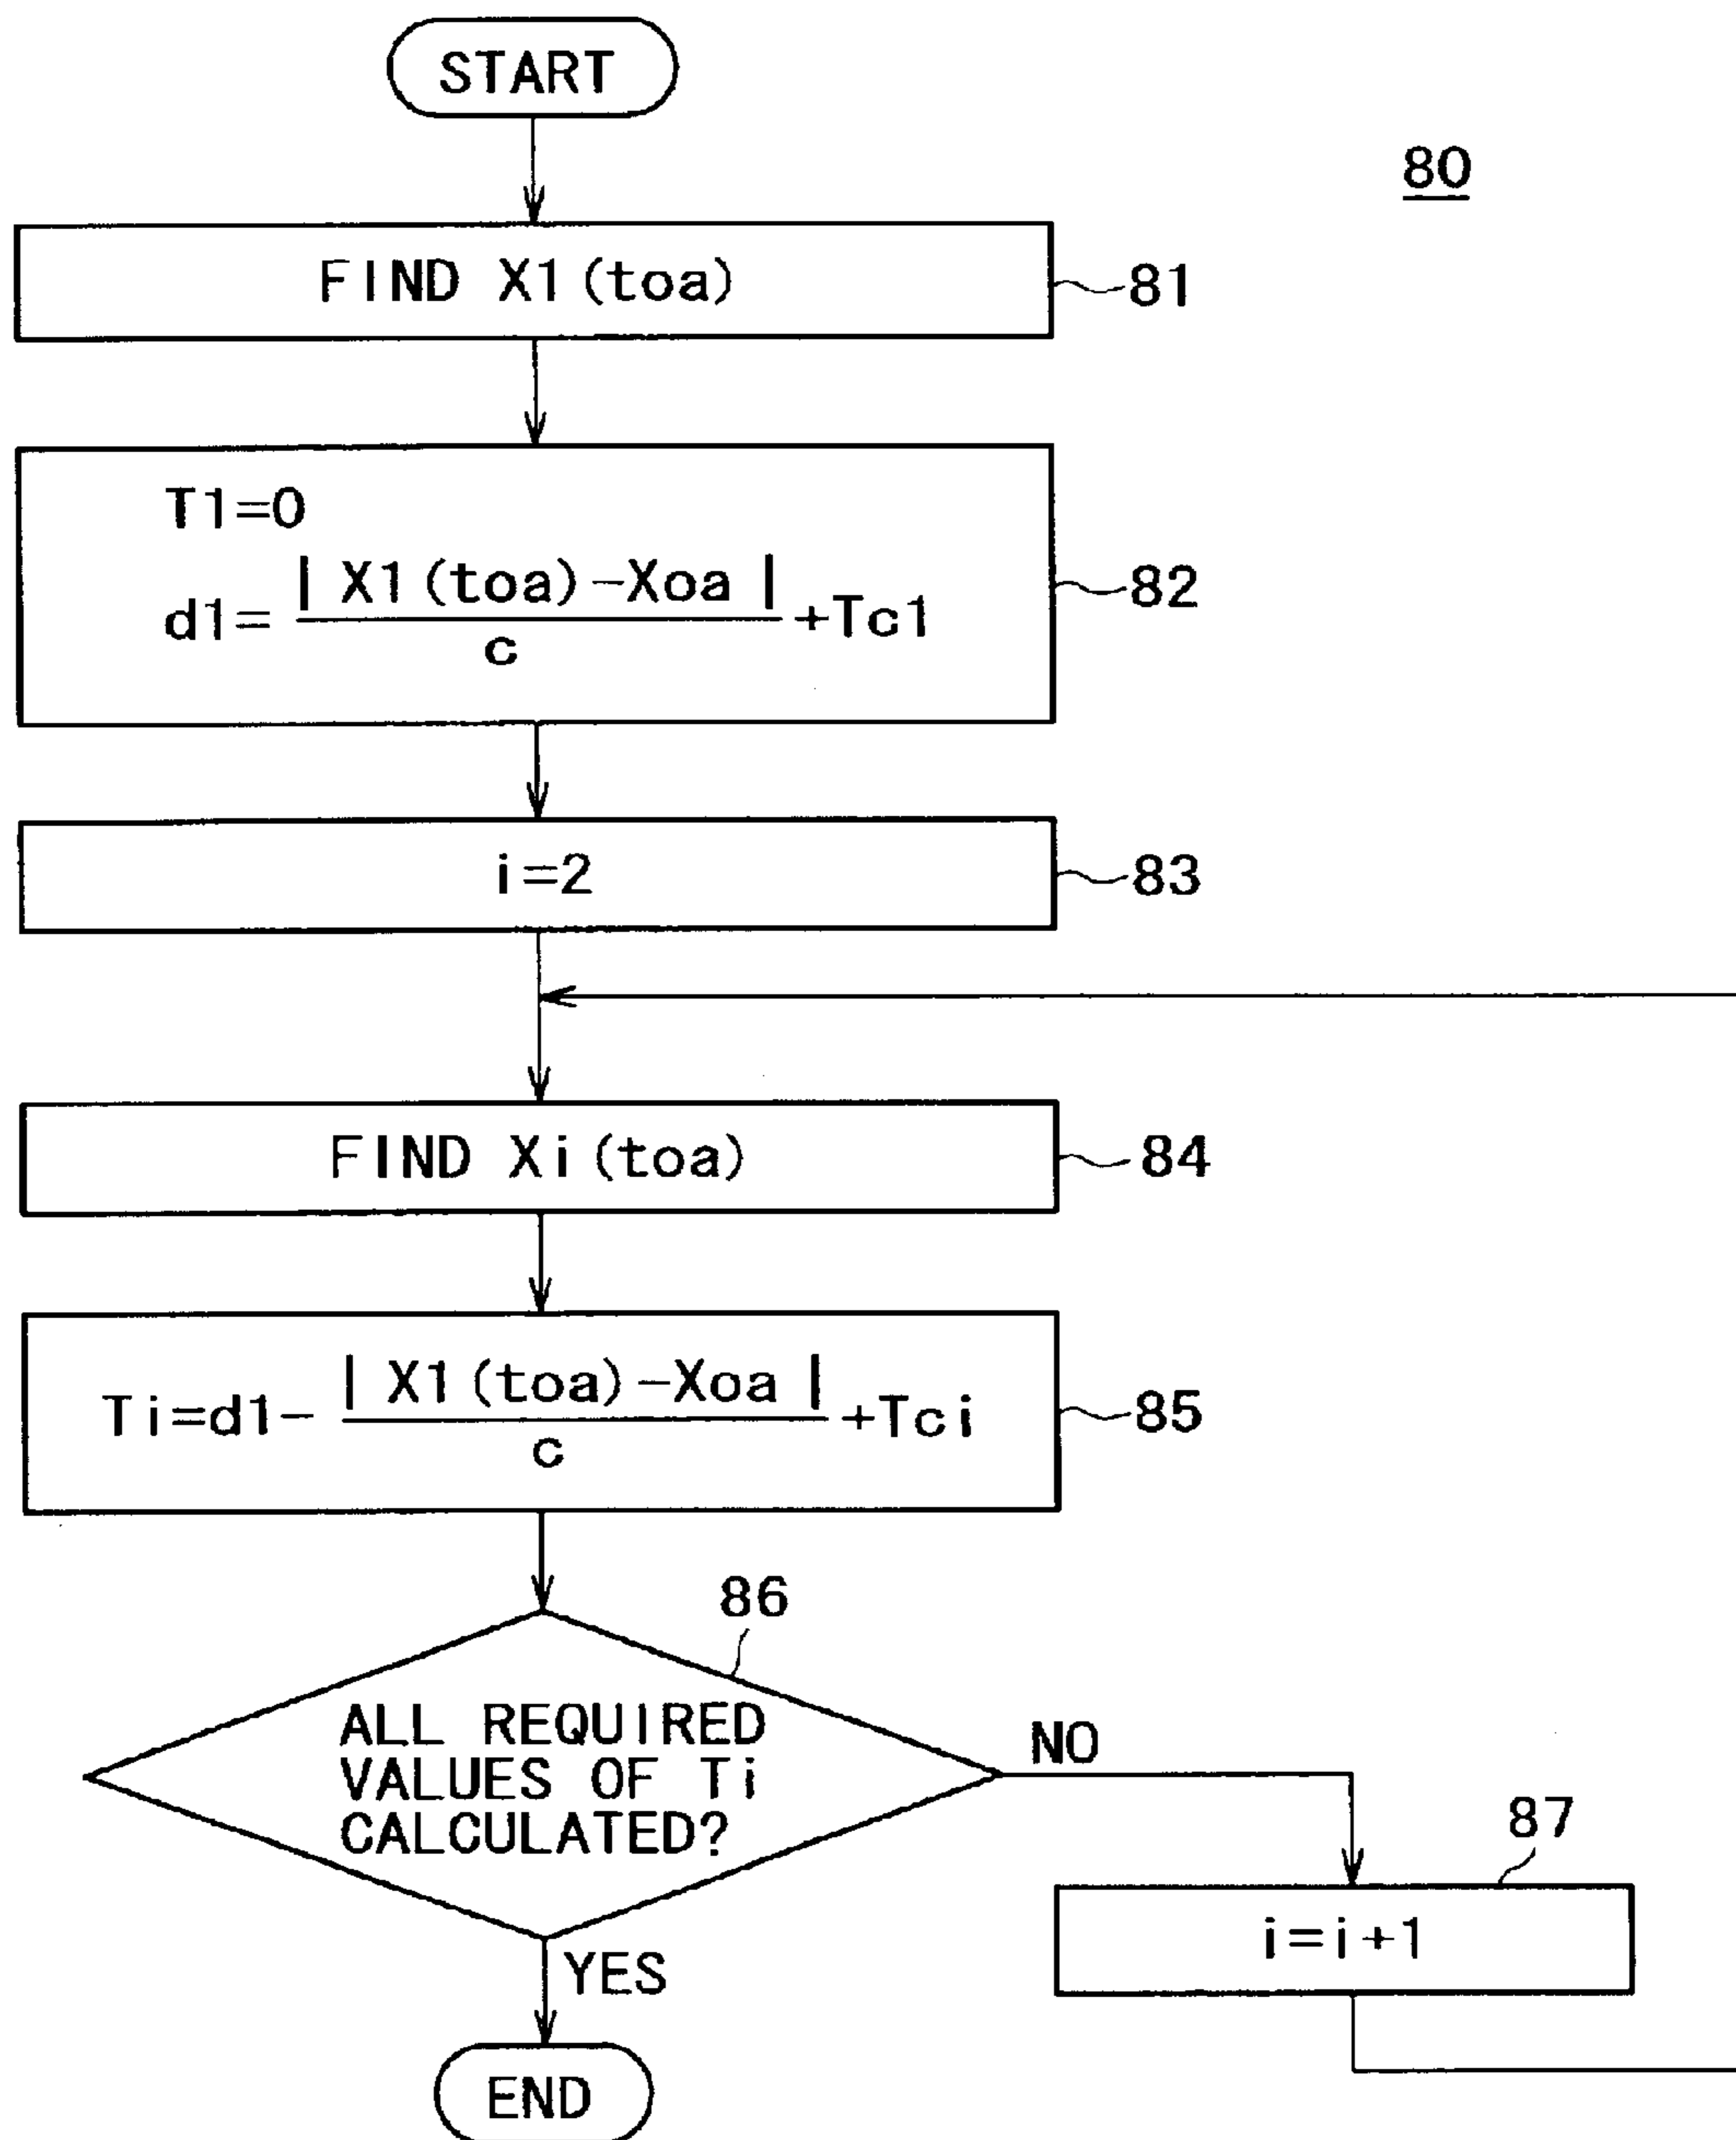 START
80
FIND X1(toa)
81
T1=0
d1= | X1(toa)-Xoa | / c +Tc1
82
i=2
83
FIND Xi(toa)
84
Ti=d1- | X1(toa)-Xoa | / c +Tci
85
86
ALL REQUIRED
VALUES OF Ti
CALCULATED?
NO
87
i=i+1
YES
END